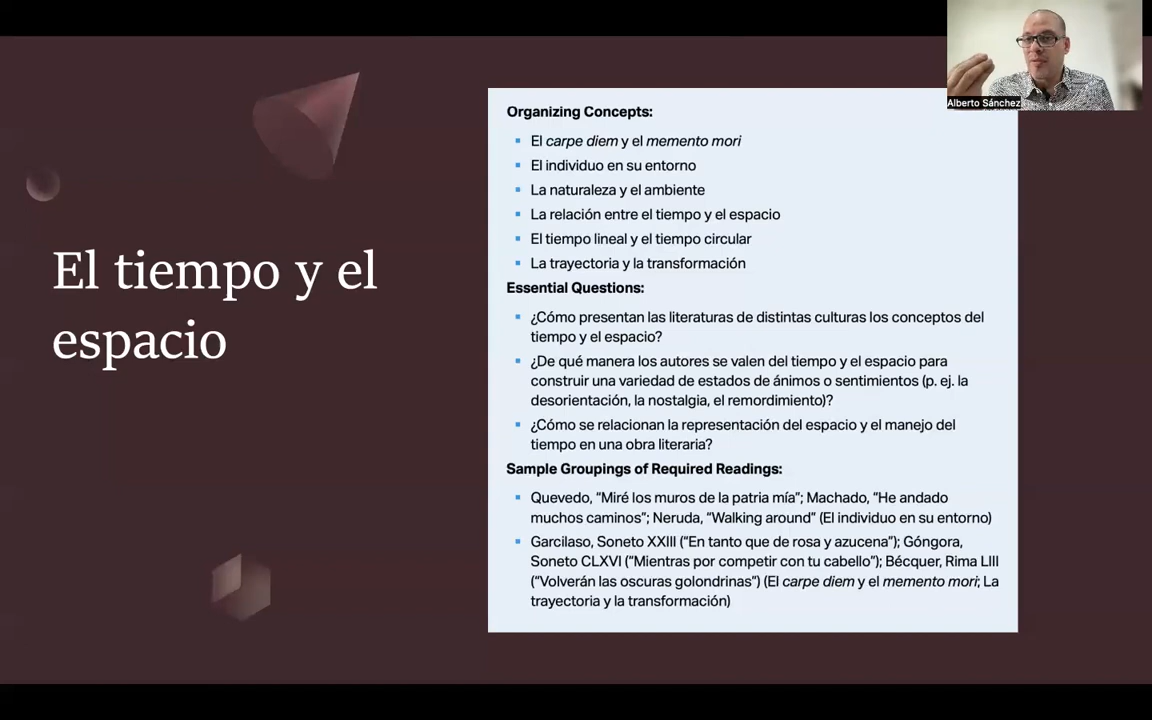 Alberto Sánchez
El tiempo y el
espacio
Organizing Concepts:
▪ El carpe diem y el memento mori
▪ El individuo en su entorno
▪ La naturaleza y el ambiente
▪ La relación entre el tiempo y el espacio
▪ El tiempo lineal y el tiempo circular
▪ La trayectoria y la transformación
Essential Questions:
▪ ¿Cómo presentan las literaturas de distintas culturas los conceptos del
tiempo y el espacio?
▪ ¿De qué manera los autores se valen del tiempo y el espacio para
construir una variedad de estados de ánimos o sentimientos (p. ej. la
desorientación, la nostalgia, el remordimiento)?
▪ ¿Cómo se relacionan la representación del espacio y el manejo del
tiempo en una obra literaria?
Sample Groupings of Required Readings:
▪ Quevedo, “Miré los muros de la patria mía”; Machado, “He andado
muchos caminos”; Neruda, “Walking around“ (El individuo en su entorno)
▪ Garcilaso, Soneto XXIII (“En tanto que de rosa y azucena”); Góngora,
Soneto CLXVI (“Mientras por competir con tu cabello”); Bécquer, Rima LIII
(“Volverán las oscuras golondrinas”) (El carpe diem y el memento mori; La
trayectoria y la transformación)